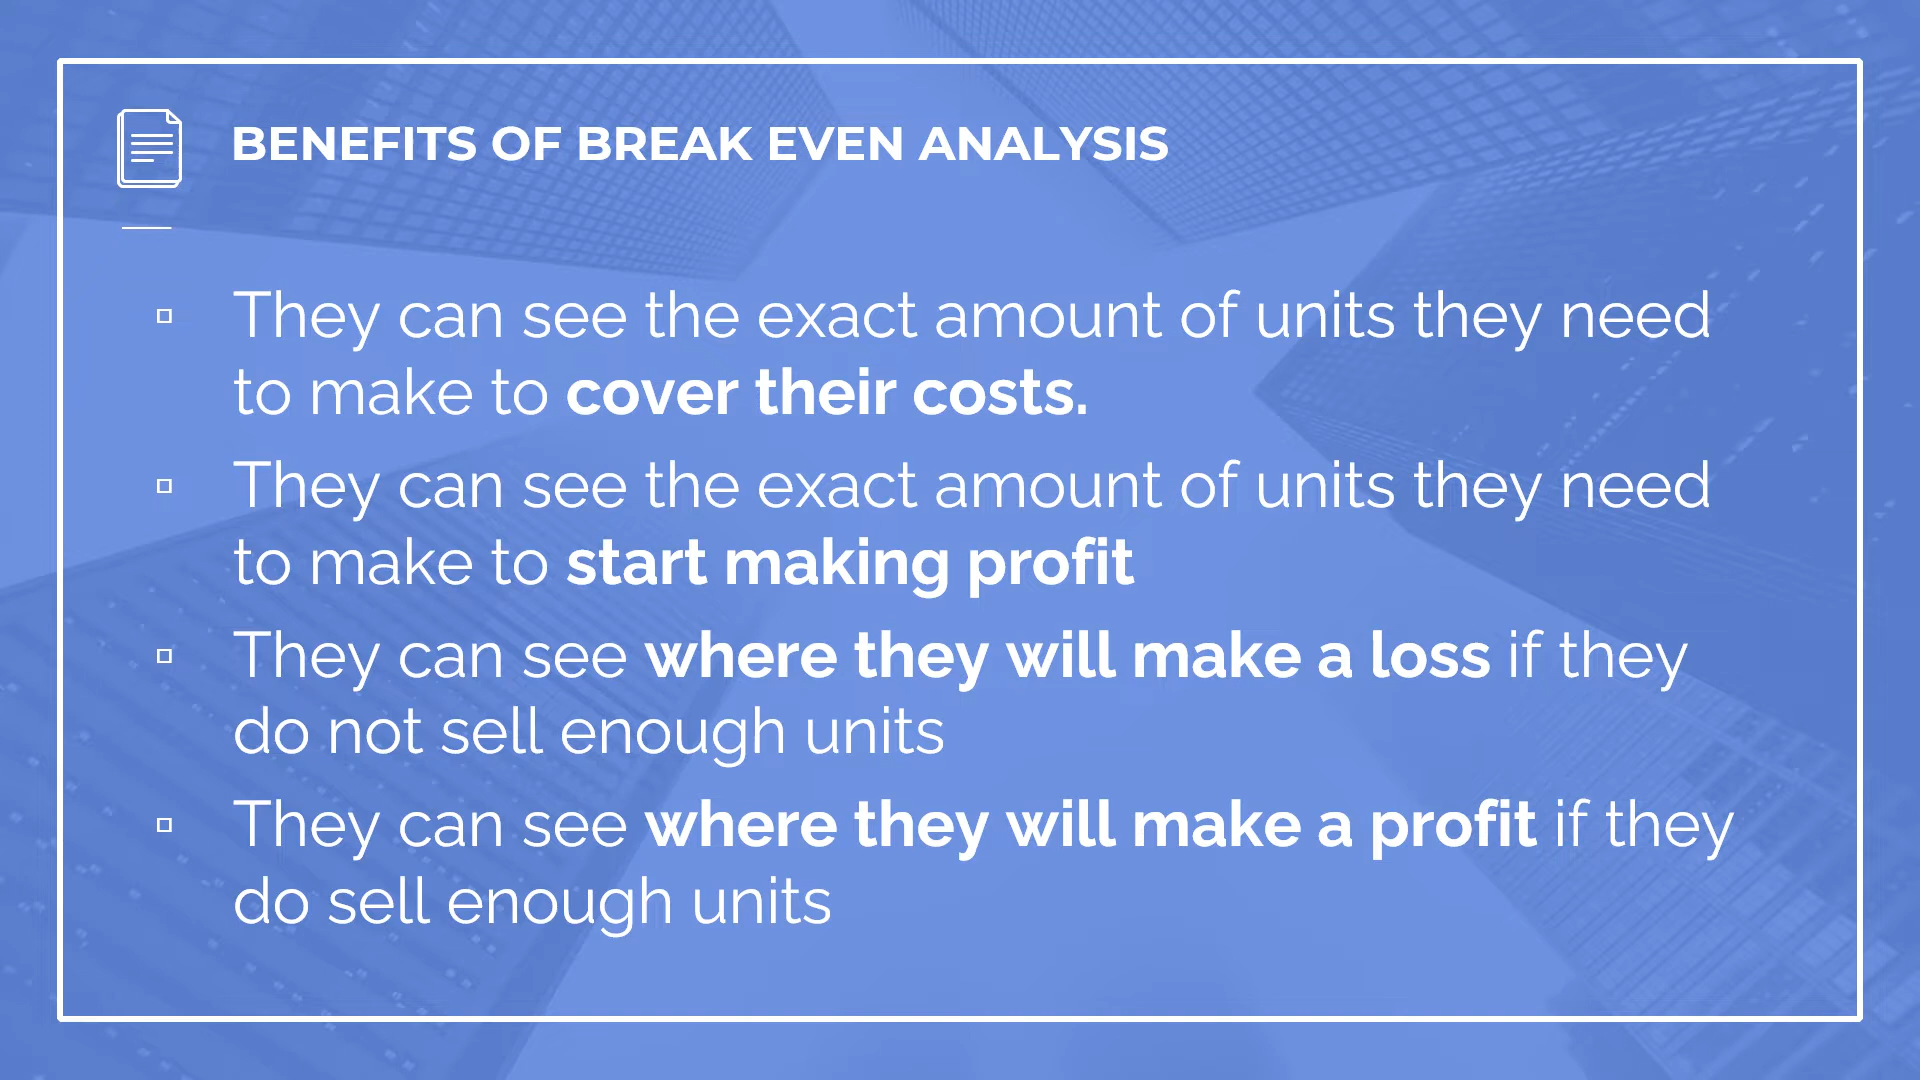 BENEFITS OF BREAK EVEN ANALYSIS
They can see the exact amount of units they need
to make to cover their costs.
They can see the exact amount of units they need
to make to start making profit
They can see where they will make a loss if they
do not sell enough units
They can see where they will make a profit if they
do sell enough units